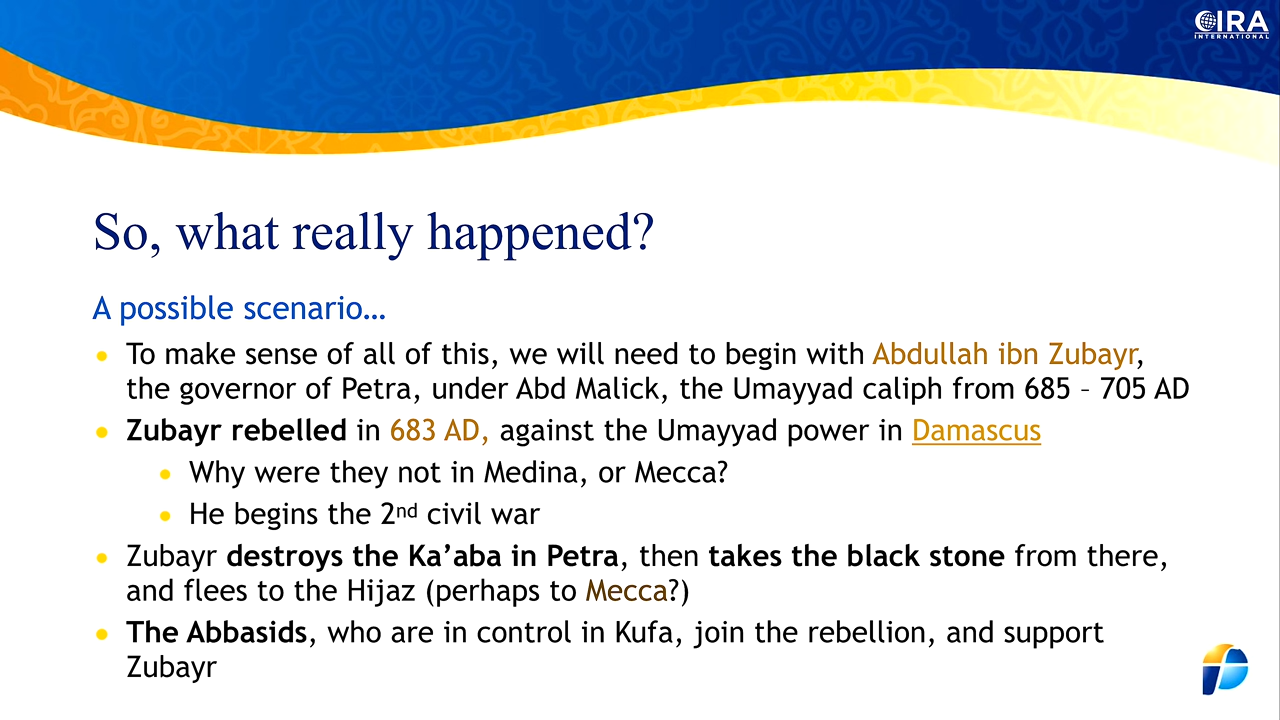 CIRA
INTERNATIONAL
So, what really happened?
A possible scenario…
• To make sense of all of this, we will need to begin with Abdullah ibn Zubayr,
the governor of Petra, under Abd Malick, the Umayyad caliph from 685 – 705 AD
• Zubayr rebelled in 683 AD, against the Umayyad power in Damascus
• Why were they not in Medina, or Mecca?
• He begins the 2nd civil war
• Zubayr destroys the Ka’aba in Petra, then takes the black stone from there,
and flees to the Hijaz (perhaps to Mecca?)
• The Abbasids, who are in control in Kufa, join the rebellion, and support
Zubayr